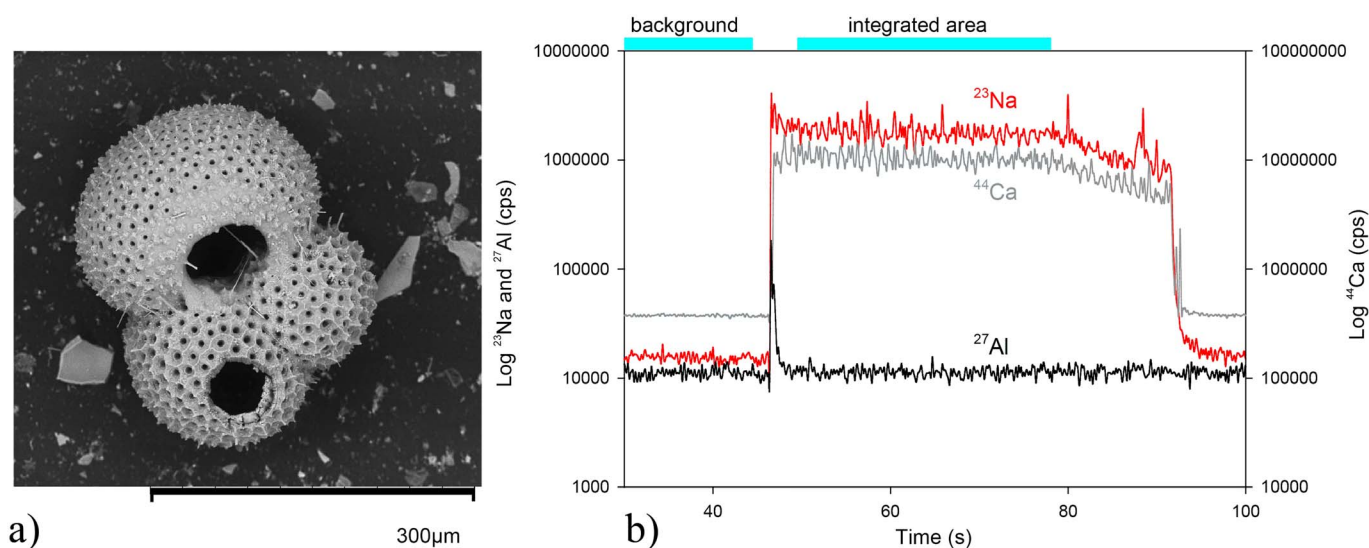 a)
300µm
b)
background
integrated area
Log ²³Na and ²⁷Al (cps)
10000000
1000000
100000
10000
1000
²³Na
⁴⁴Ca
²⁷Al
100000000
100000000
1000000
100000
10000
Log ⁴⁴Ca (cps)
40
60
80
100
Time (s)